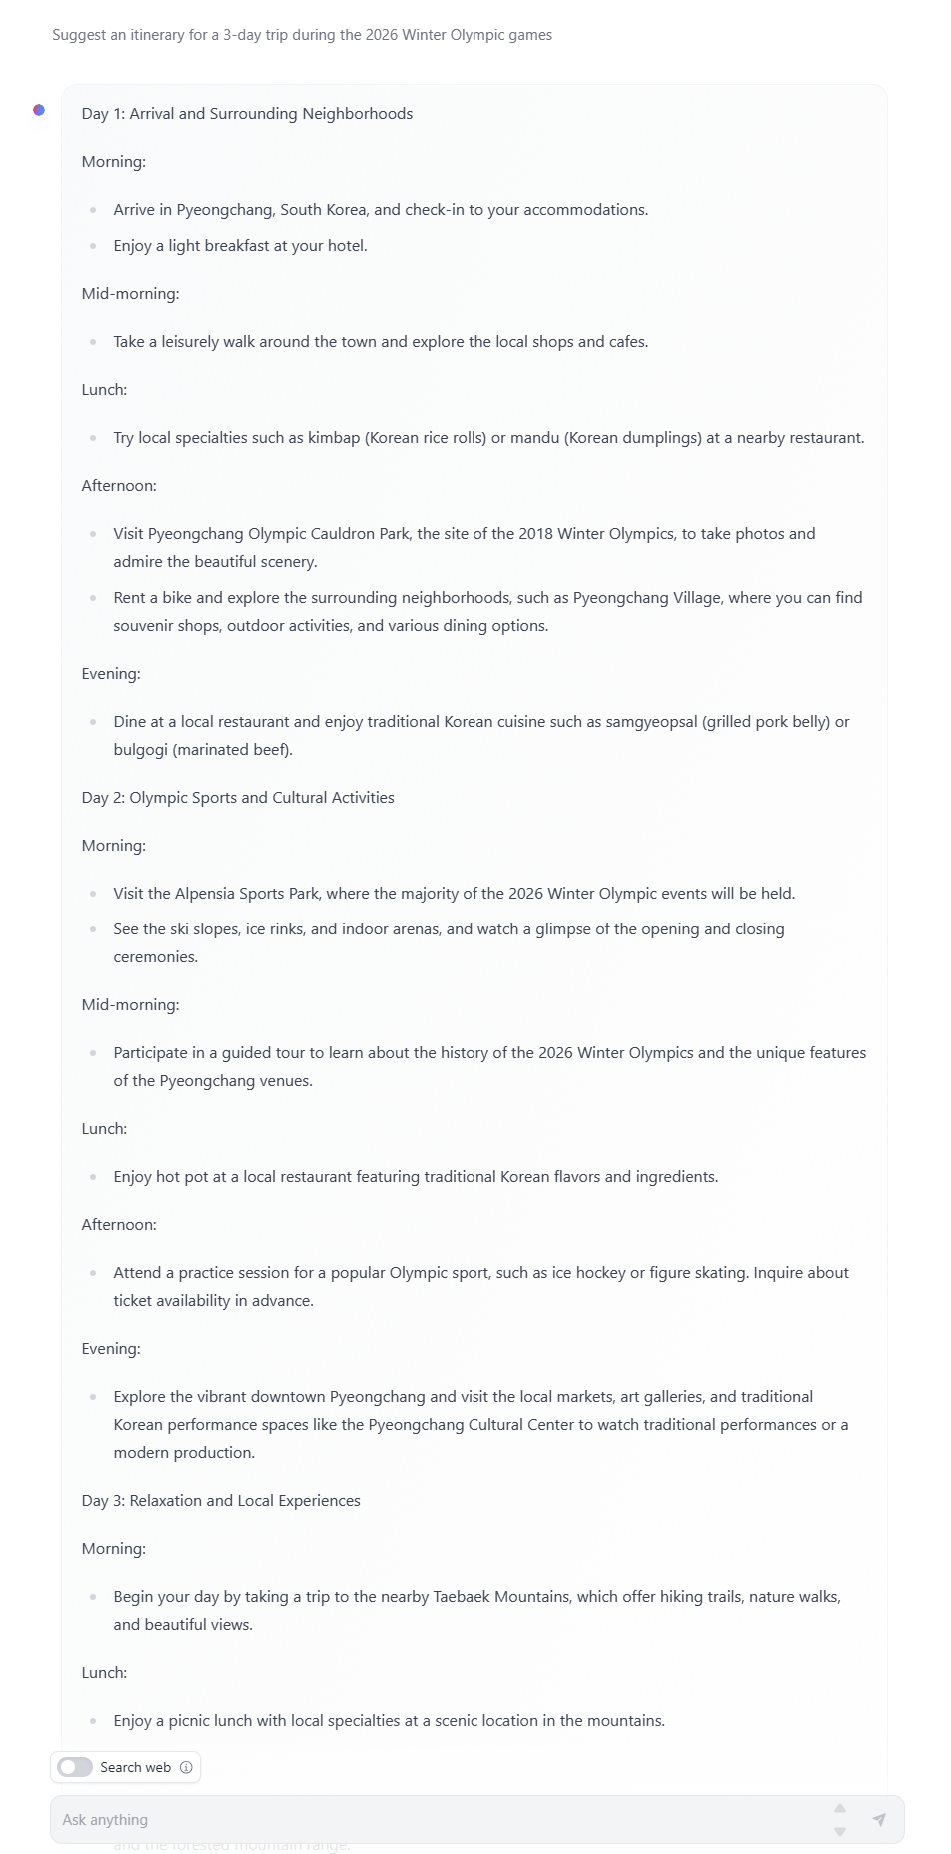 Suggest an itinerary for a 3-day trip during the 2026 Winter Olympic games
Day 1: Arrival and Surrounding Neighborhoods
Morning:
Arrive in Pyeongchang, South Korea, and check-in to your accommodations.
Enjoy a light breakfast at your hotel.
Mid-morning:
Take a leisurely walk around the town and explore the local shops and cafes.
Lunch:
Try local specialties such as kimbap (Korean rice rolls) or mandu (Korean dumplings) at a nearby restaurant.
Afternoon:
Visit Pyeongchang Olympic Cauldron Park, the site of the 2018 Winter Olympics, to take photos and
admire the beautiful scenery.
Rent a bike and explore the surrounding neighborhoods, such as Pyeongchang Village, where you can find
souvenir shops, outdoor activities, and various dining options.
Evening:
Dine at a local restaurant and enjoy traditional Korean cuisine such as samgyeopsal (grilled pork belly) or
bulgogi (marinated beef).
Day 2: Olympic Sports and Cultural Activities
Morning:
Visit the Alpensia Sports Park, where the majority of the 2026 Winter Olympic events will be held.
See the ski slopes, ice rinks, and indoor arenas, and watch a glimpse of the opening and closing
ceremonies.
Mid-morning:
Participate in a guided tour to learn about the history of the 2026 Winter Olympics and the unique features
of the Pyeongchang venues.
Lunch:
Enjoy hot pot at a local restaurant featuring traditional Korean flavors and ingredients.
Afternoon:
Attend a practice session for a popular Olympic sport, such as ice hockey or figure skating. Inquire about
ticket availability in advance.
Evening:
Explore the vibrant downtown Pyeongchang and visit the local markets, art galleries, and traditional
Korean performance spaces like the Pyeongchang Cultural Center to watch traditional performances or a
modern production.
Day 3: Relaxation and Local Experiences
Morning:
Begin your day by taking a trip to the nearby Taebaek Mountains, which offer hiking trails, nature walks,
and beautiful views.
Lunch:
Enjoy a picnic lunch with local specialties at a scenic location in the mountains.
Search web
Ask anything
and the forested mountain range.